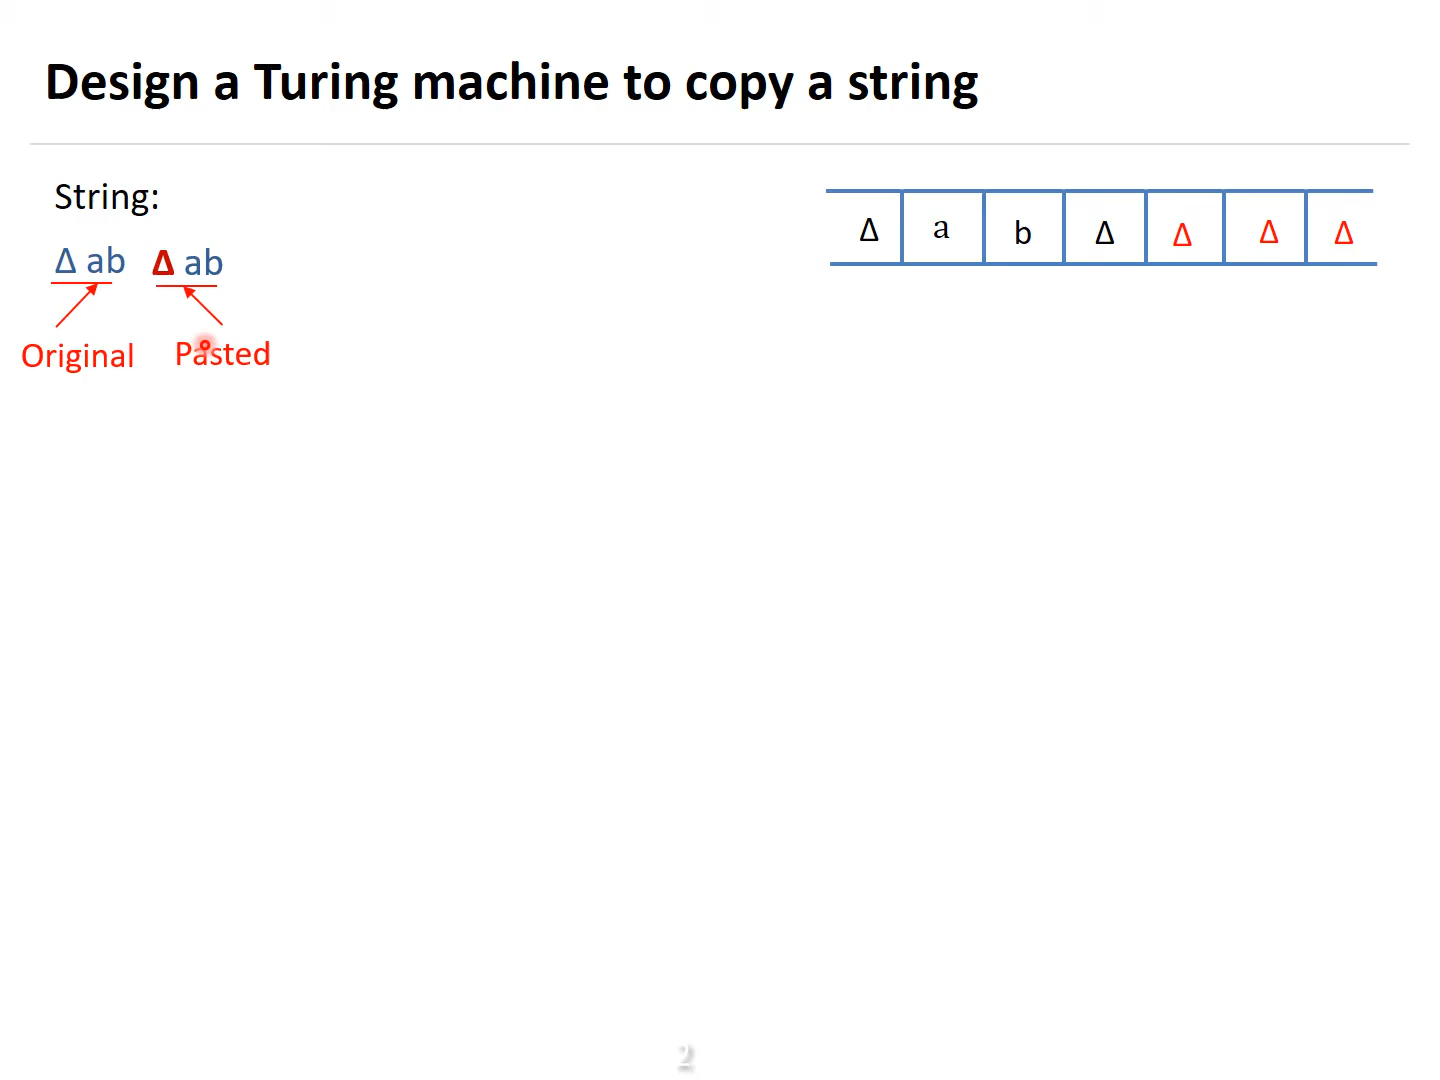 Design a Turing machine to copy a string
String:
Δ a b Δ Δ Δ Δ
Δ ab Δ ab
Original Pasted
2